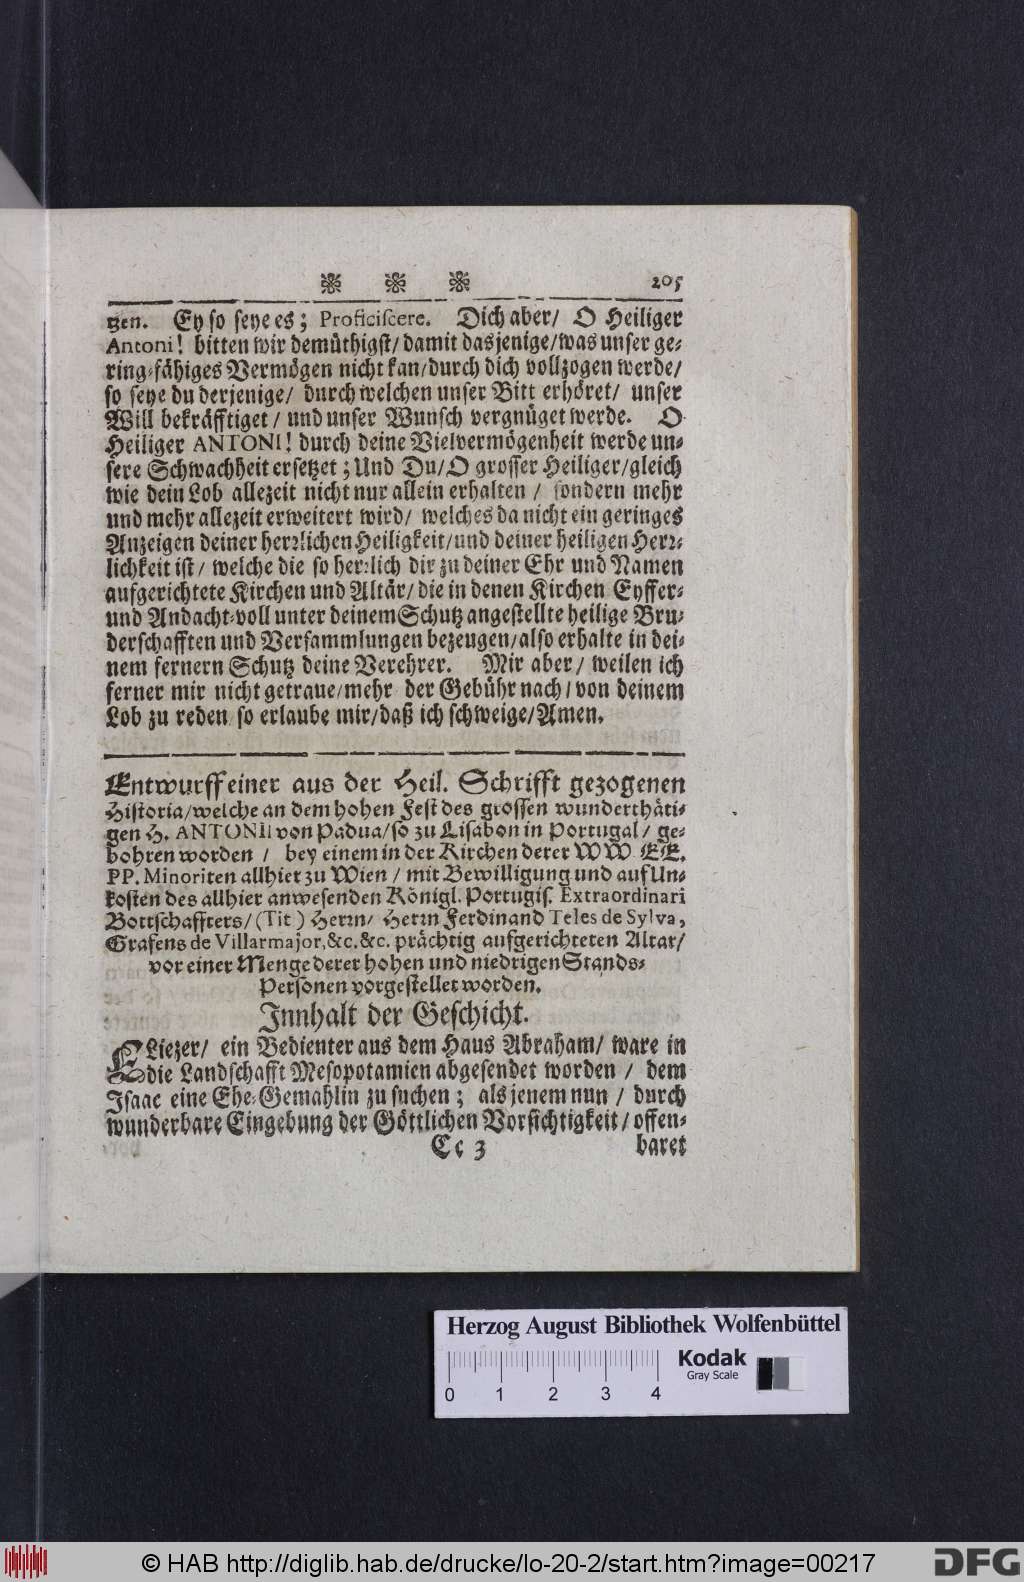 205
tzen. Ey so seye es; Proficiscere. Dich aber/ O Heiliger
Antoni! bitten wir demüthigst/ damit dasjenige/ was unser ge-
ring-fähiges Vermögen nicht kan/ durch dich vollzogen werde/
so seye du derjenige/ durch welchen unser Bitt erhöret/ unser
Will bekräfftiget/ und unser Wunsch vergnüget werde. O
Heiliger ANTONI! durch deine Vielvermögenheit werde un-
sere Schwachheit ersetzet; Und Du/ O grosser Heiliger/ gleich
wie dein Lob allezeit nicht nur allein erhalten/ sondern mehr
und mehr allezeit erweitert wird/ welches da nicht ein geringes
Anzeigen deiner herrlichen Heiligkeit/ und deiner heiligen Herr-
lichkeit ist/ welche die so herrlich dir zu deiner Ehr und Namen
aufgerichtete Kirchen und Altär/ die in denen Kirchen Eyffer-
und Andacht-voll unter deinem Schutz angestellte heilige Bru-
derschafften und Versammlungen bezeugen/ also erhalte in dei-
nem fernern Schutz deine Verehrer. Mir aber/ weilen ich
ferner mir nicht getraue/ mehr der Gebühr nach/ von deinem
Lob zu reden so erlaube mir/ daß ich schweige/ Amen.
Entwurff einer aus der Heil. Schrifft gezogenen
Historia/ welche an dem hohen Fest des grossen wunderthäti-
gen H. ANTONII von Padua/ so zu Lisabon in Portugal/ ge-
bohren worden/ bey einem in der Kirchen derer WW. EE.
PP. Minoriten allhier zu Wien/ mit Bewilligung und auf Un-
kosten des allhier anwesenden Königl. Portugis. Extraordinari
Bottschaffters/ (Tit) Herrn/ Herrn Ferdinand Teles de Sylva,
Grafens de Villarmajor, &c. &c. prächtig aufgerichteten Altar/
vor einer Menge derer hohen und niedrigen Stands-
Personen vorgestellet worden.
Innhalt der Geschicht.
ELiezer/ ein Bedienter aus dem Haus Abraham/ ware in
die Landschafft Mesopotamien abgesendet worden/ dem
Isaac eine Ehe-Gemahlin zu suchen; als jenem nun/ durch
wunderbare Eingebung der Göttlichen Vorsichtigkeit/ offen-
Cc 3 baret
Herzog August Bibliothek Wolfenbüttel
Kodak
Gray Scale
0 1 2 3 4
© HAB http://diglib.hab.de/drucke/lo-20-2/start.htm?image=00217
DFG